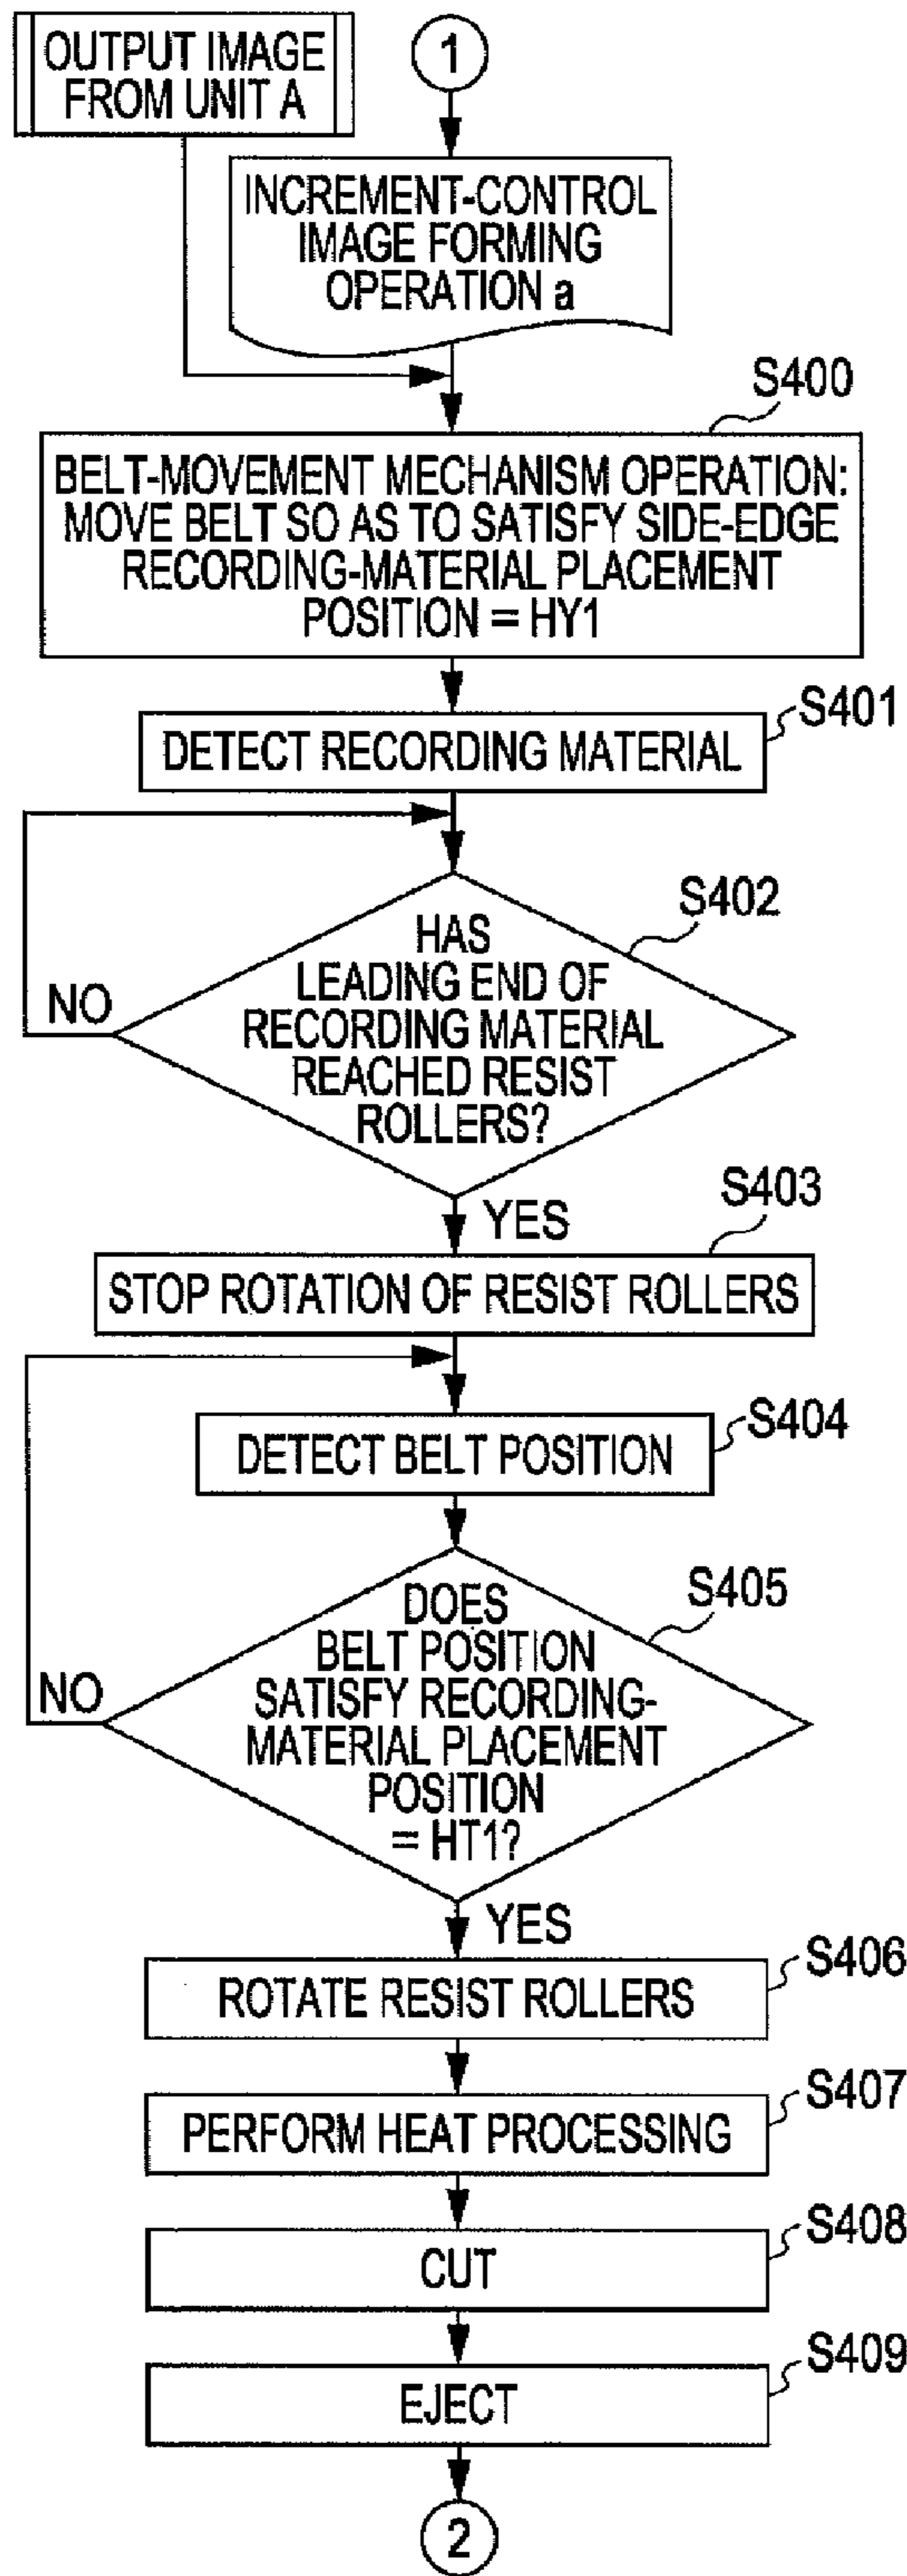 OUTPUT IMAGE
FROM UNIT A
1
INCREMENT-CONTROL
IMAGE FORMING
OPERATION a
S400
BELT-MOVEMENT MECHANISM OPERATION:
MOVE BELT SO AS TO SATISFY SIDE-EDGE
RECORDING-MATERIAL PLACEMENT
POSITION = HY1
S401
DETECT RECORDING MATERIAL
S402
HAS
LEADING END OF
RECORDING MATERIAL
REACHED RESIST
ROLLERS?
NO
YES
S403
STOP ROTATION OF RESIST ROLLERS
S404
DETECT BELT POSITION
S405
DOES
BELT POSITION
SATISFY RECORDING-
MATERIAL PLACEMENT
POSITION
= HT1?
NO
YES
S406
ROTATE RESIST ROLLERS
S407
PERFORM HEAT PROCESSING
S408
CUT
S409
EJECT
2